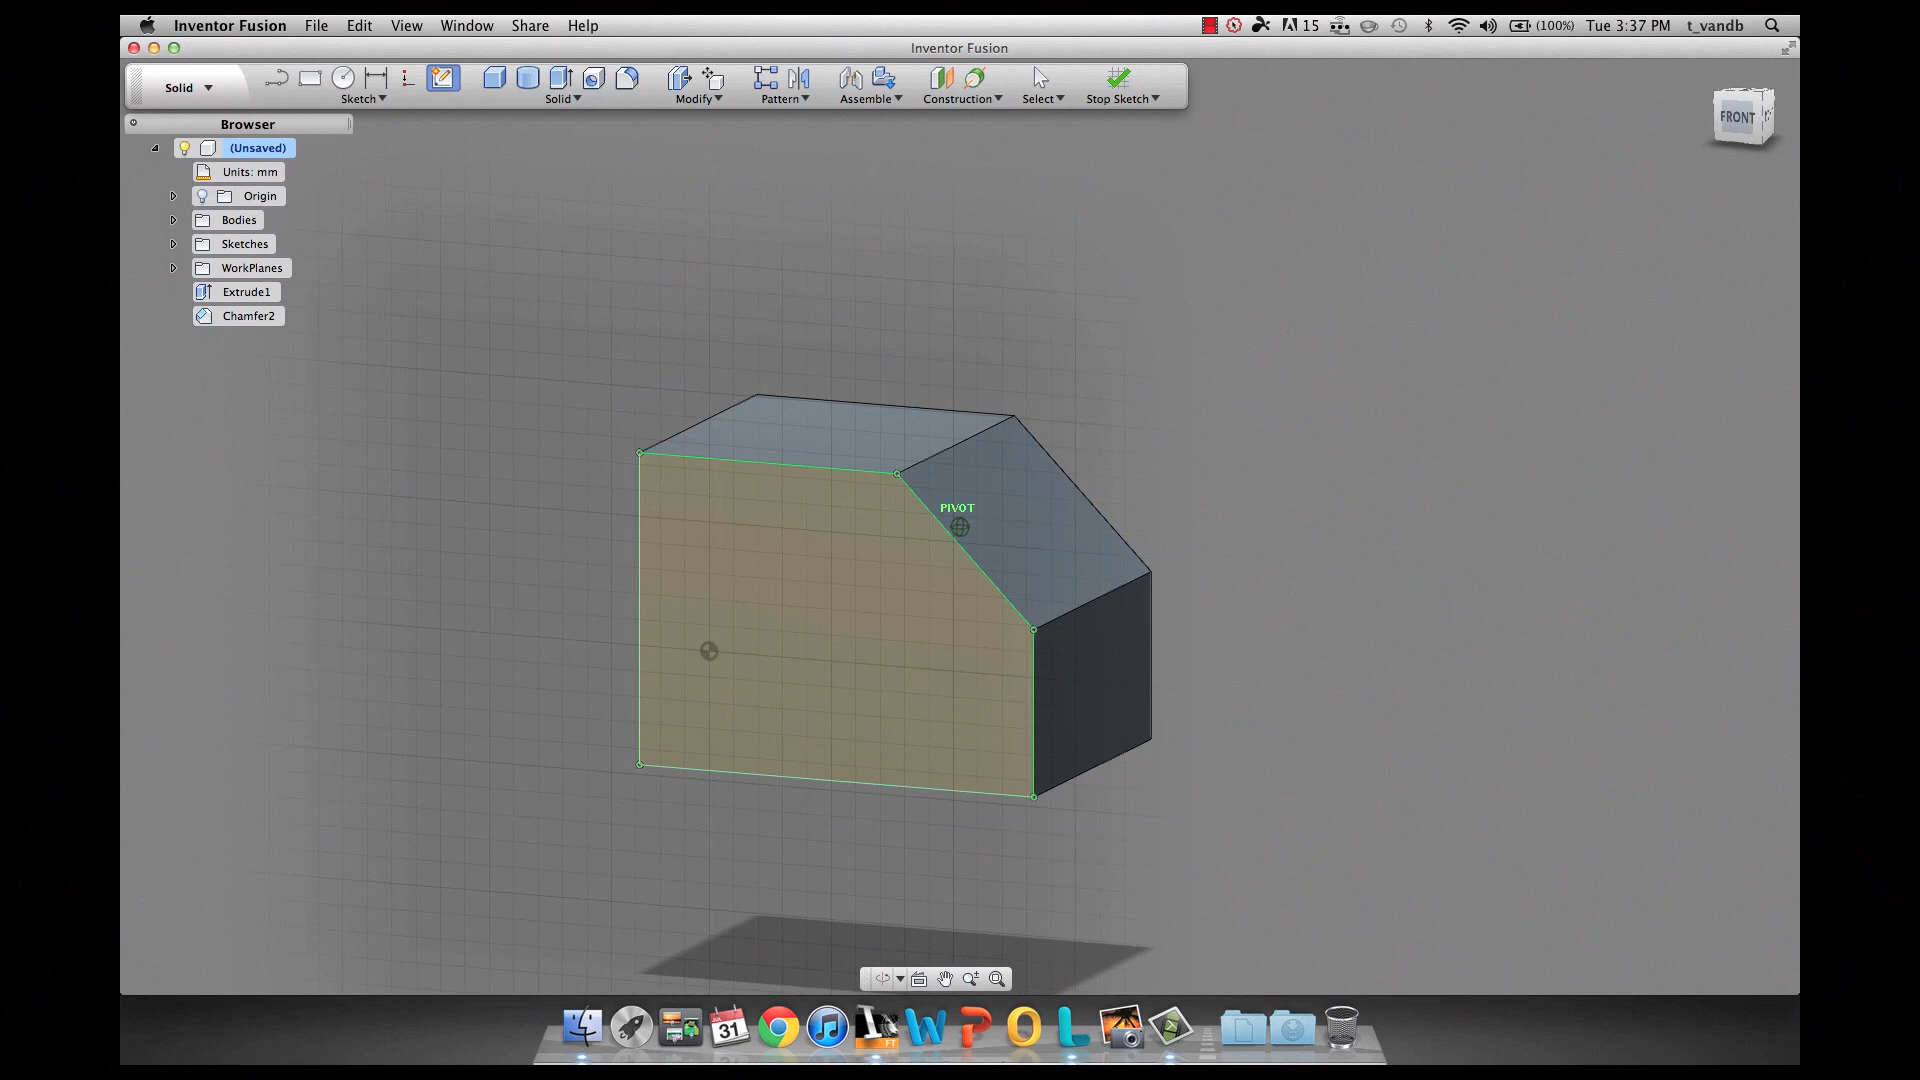 Inventor Fusion File Edit View Window Share Help 15 (100%) Tue 3:37 PM t_vandb
Inventor Fusion
Solid
Sketch Solid Modify Pattern Assemble Construction Select Stop Sketch
Browser
(Unsaved)
Units: mm
Origin
Bodies
Sketches
WorkPlanes
Extrude1
Chamfer2
FRONT
PIVOT
JUL
31
FT
W P O L